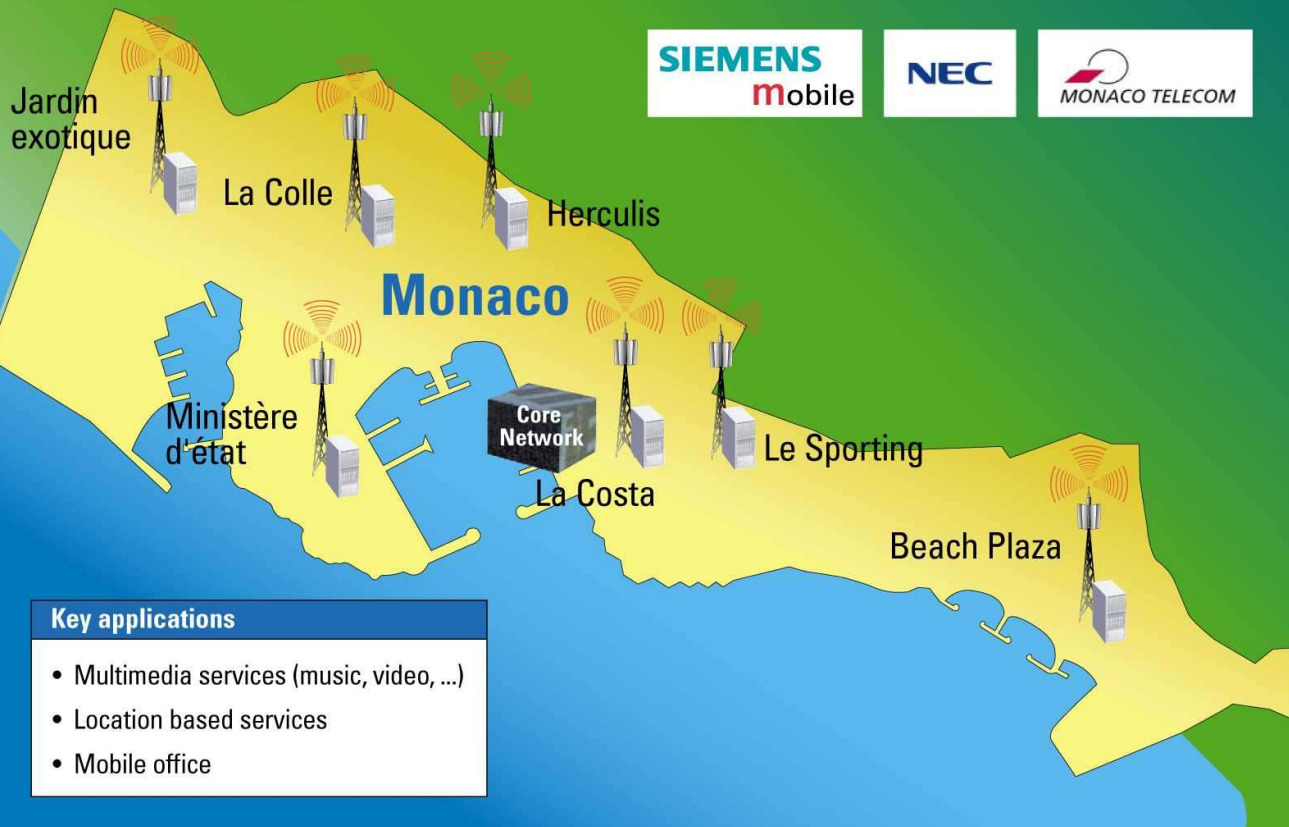 SIEMENS
mobile
NEC
MONACO TELECOM
Jardin
exotique
La Colle
Herculis
Monaco
Ministère
d'état
Core
Network
La Costa
Le Sporting
Beach Plaza
Key applications
• Multimedia services (music, video, ...)
• Location based services
• Mobile office